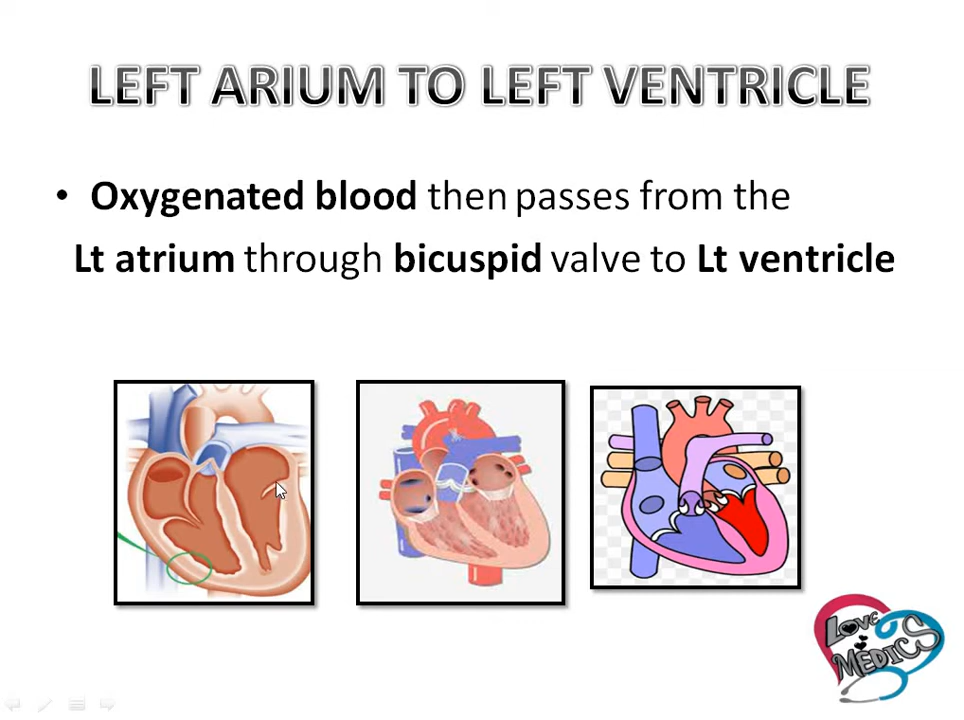 LEFT ARIUM TO LEFT VENTRICLE
• Oxygenated blood then passes from the
Lt atrium through bicuspid valve to Lt ventricle
LOVE
MEDICS